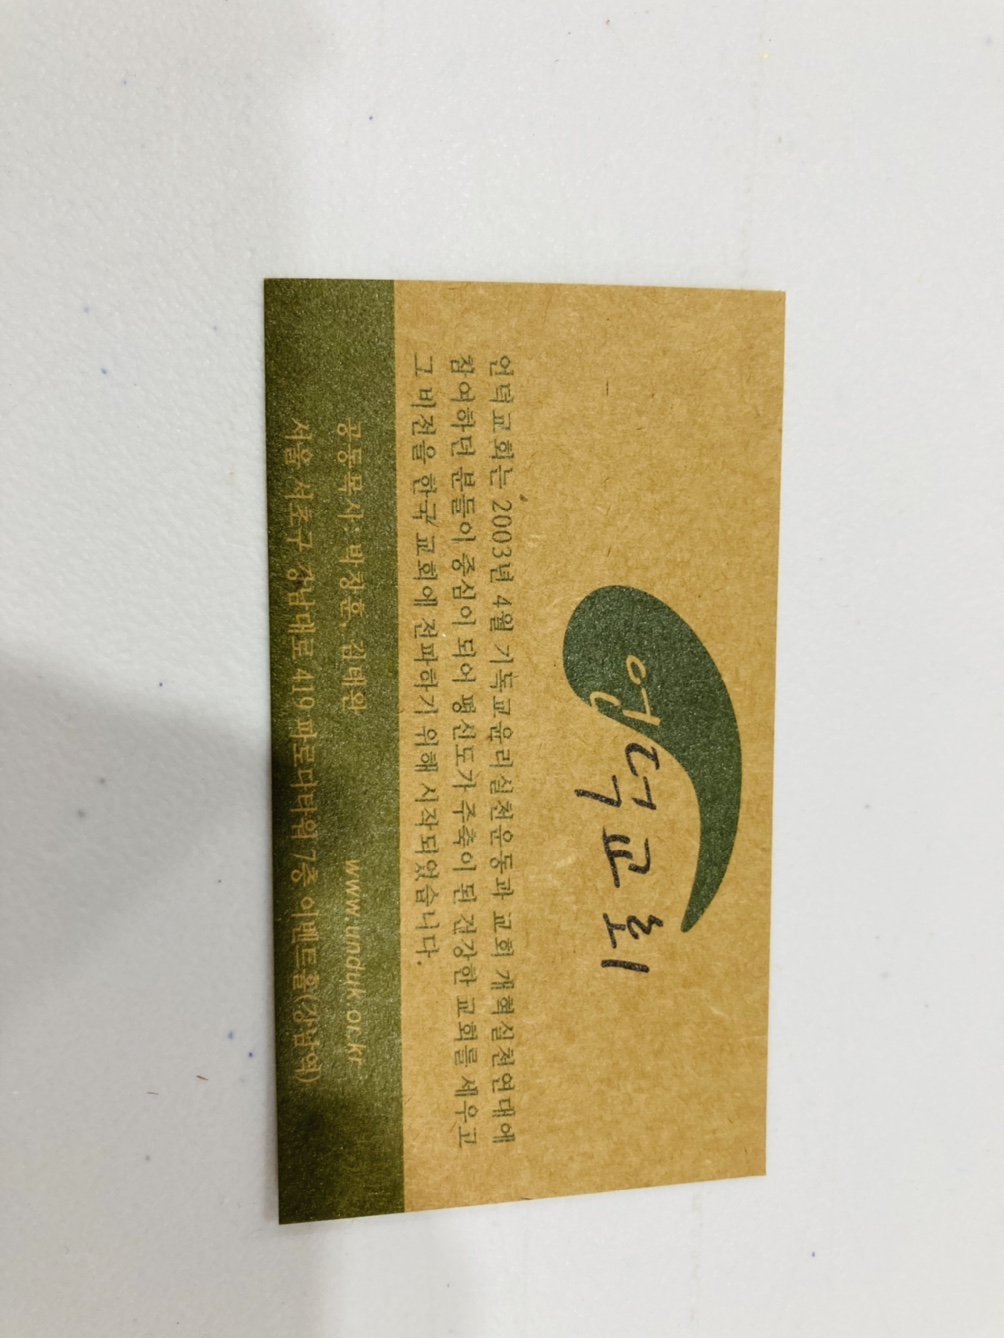 언덕교회
언덕교회는 2003년 4월 기독교윤리실천운동과 교회 개혁실천연대에
참여하던 분들이 중심이 되어 평신도가 주축이 된 건강한 교회를 세우고
그 비전을 한국 교회에 전파하기 위해 시작되었습니다.
공동목사: 박창훈, 김태완 www.unduk.or.kr
서울 서초구 강남대로 419 파고다타워 7층 이벤트홀(강남역)